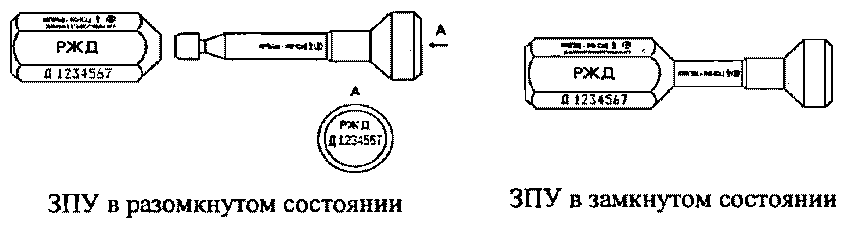 РЖД
Д 1234567
А
А
РЖД
Д 1234567
ЗПУ в разомкнутом состоянии
РЖД
Д 1234567
ЗПУ в замкнутом состоянии